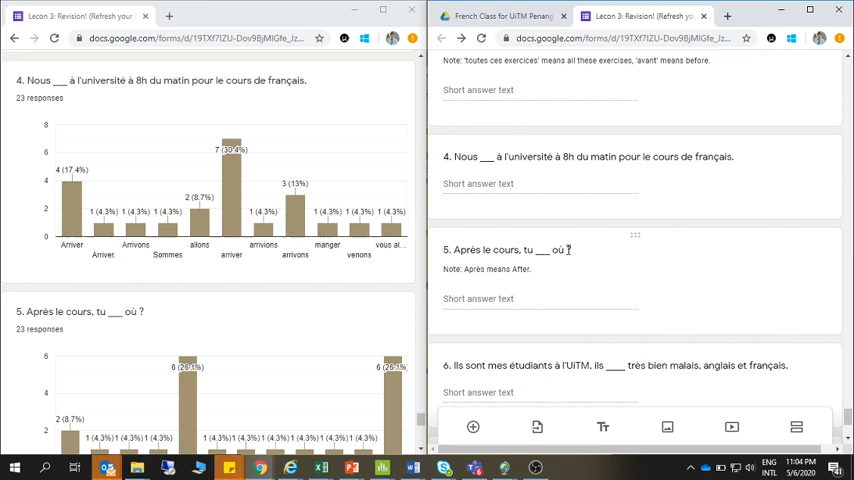 Lecon 3: Revision! (Refresh your
docs.google.com/forms/d/19TXf7IZU-Dov9BjMIGfe_Jz...
4. Nous ___ à l'université à 8h du matin pour le cours de français.
23 responses
8
6
4
2
0
4 (17.4%)
1 (4.3%)
1 (4.3%)
1 (4.3%)
2 (8.7%)
7 (30.4%)
1 (4.3%)
3 (13%)
1 (4.3%)
1 (4.3%)
1 (4.3%)
Arriver
Arriver.
Arrivons
Sommes
allons
arriver
arrivions
arrivons
manger
venons
vous al...
5. Après le cours, tu ___ où ?
23 responses
6
4
2
2 (8.7%)
1 (4.3%)
1 (4.3%)
1 (4.3%)
6 (26.1%)
1 (4.3%)
1 (4.3%)
1 (4.3%)
1 (4.3%)
1 (4.3%)
6 (26.1%)
French Class for UiTM Penang
Lecon 3: Revision! (Refresh you
docs.google.com/forms/d/19TXf7IZU-Dov9BjMIGfe_Jz...
Note: 'toutes ces exercices' means all these exercises, 'avant' means before.
Short answer text
4. Nous ___ à l'université à 8h du matin pour le cours de français.
Short answer text
5. Après le cours, tu ___ où ?
Note: Après means After.
Short answer text
6. Ils sont mes étudiants à l'UiTM, ils ____ très bien malais, anglais et français.
Short answer text
Tт
ENG
INTL
11:04 PM
5/6/2020
41